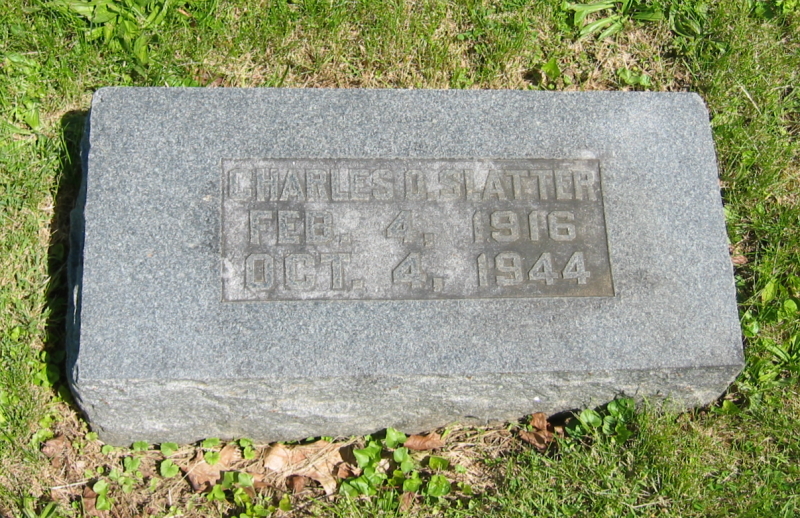 CHARLES O. SLATTER
FEB. 4, 1916
OCT. 4, 1944